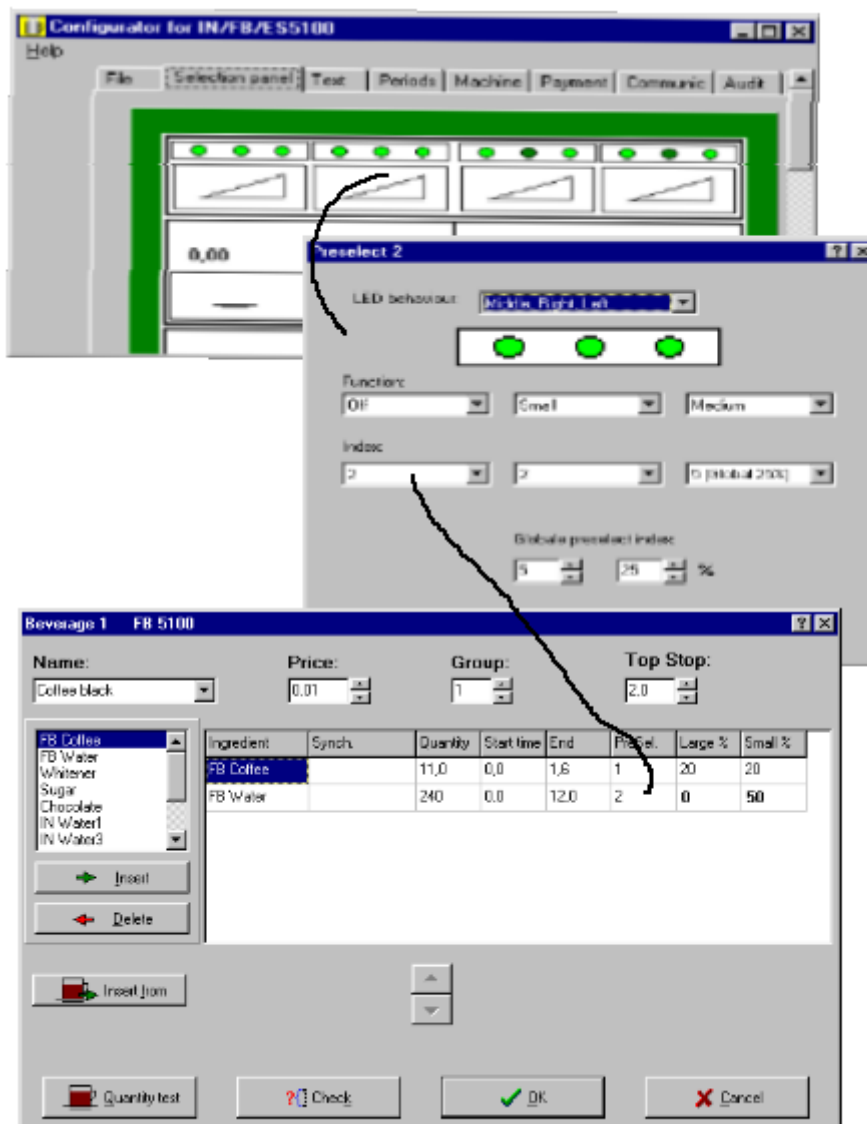 Configurator for IN/FB/ES5100
Help
File Selection panel Text Periods Machine Payment Communic Audit
0,00
Preselect 2
LED behaviour: Middle, Right, Left
Function:
Off Small Medium
Index:
2 2 5 (Global 25%)
Globale preselect index:
5 25 %
Beverage 1 FB 5100
Name: Price: Group: Top Stop:
Coffee black 0.01 1 2.0
FB Coffee
FB Water
Whitener
Sugar
Chocolate
IN Water1
IN Water3
Ingredient Synch. Quantity Start time End PreSel. Large % Small %
FB Coffee 11,0 0,0 1,6 1 20 20
FB Water 240 0.0 12.0 2 0 50
Insert
Delete
Insert from
Quantity test ?{} Check OK Cancel